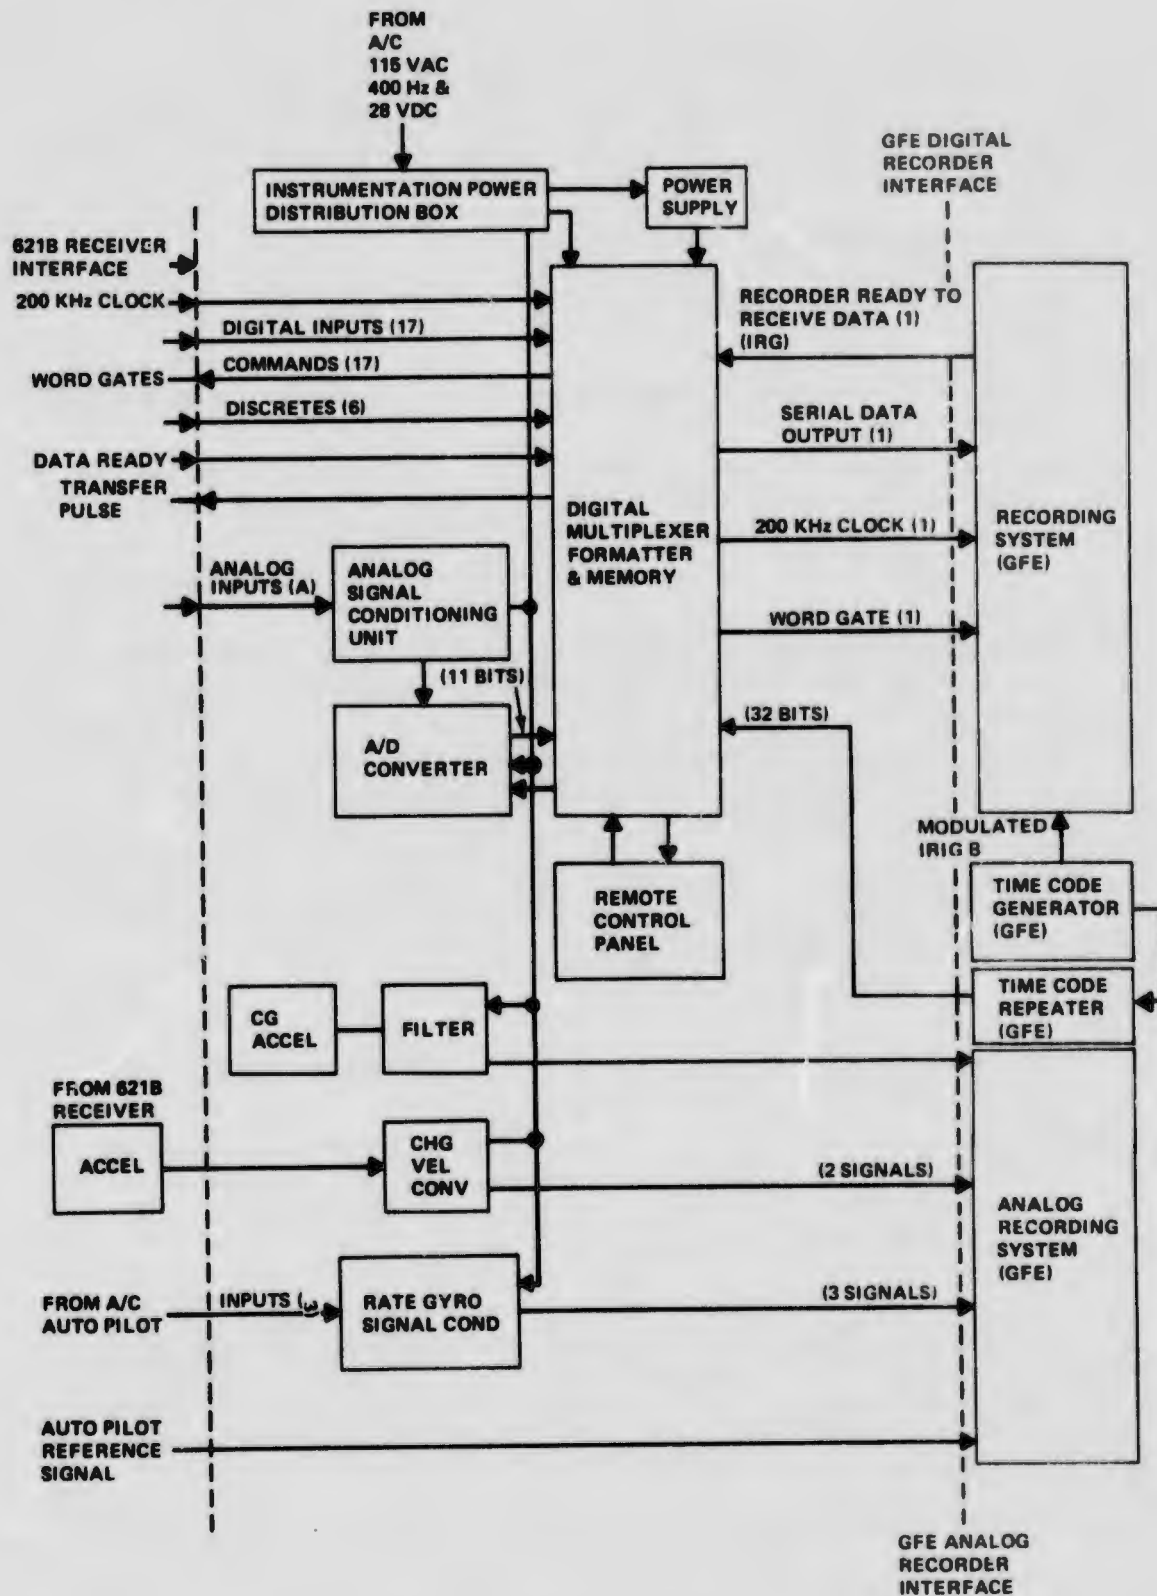 FROM
A/C
115 VAC
400 Hz &
28 VDC
GFE DIGITAL
RECORDER
INTERFACE
INSTRUMENTATION POWER
DISTRIBUTION BOX
POWER
SUPPLY
621B RECEIVER
INTERFACE
200 KHz CLOCK
DIGITAL INPUTS (17)
COMMANDS (17)
WORD GATES
DISCRETES (6)
DATA READY
TRANSFER
PULSE
RECORDER READY TO
RECEIVE DATA (1)
(IRG)
SERIAL DATA
OUTPUT (1)
DIGITAL
MULTIPLEXER
FORMATTER
& MEMORY
200 KHz CLOCK (1)
RECORDING
SYSTEM
(GFE)
ANALOG
INPUTS (A)
ANALOG
SIGNAL
CONDITIONING
UNIT
WORD GATE (1)
(11 BITS)
(32 BITS)
A/D
CONVERTER
MODULATED
IRIG B
REMOTE
CONTROL
PANEL
TIME CODE
GENERATOR
(GFE)
TIME CODE
REPEATER
(GFE)
CG
ACCEL
FILTER
FROM 621B
RECEIVER
ACCEL
CHG
VEL
CONV
(2 SIGNALS)
ANALOG
RECORDING
SYSTEM
(GFE)
FROM A/C
AUTO PILOT
INPUTS (3
RATE GYRO
SIGNAL COND
(3 SIGNALS)
AUTO PILOT
REFERENCE
SIGNAL
GFE ANALOG
RECORDER
INTERFACE